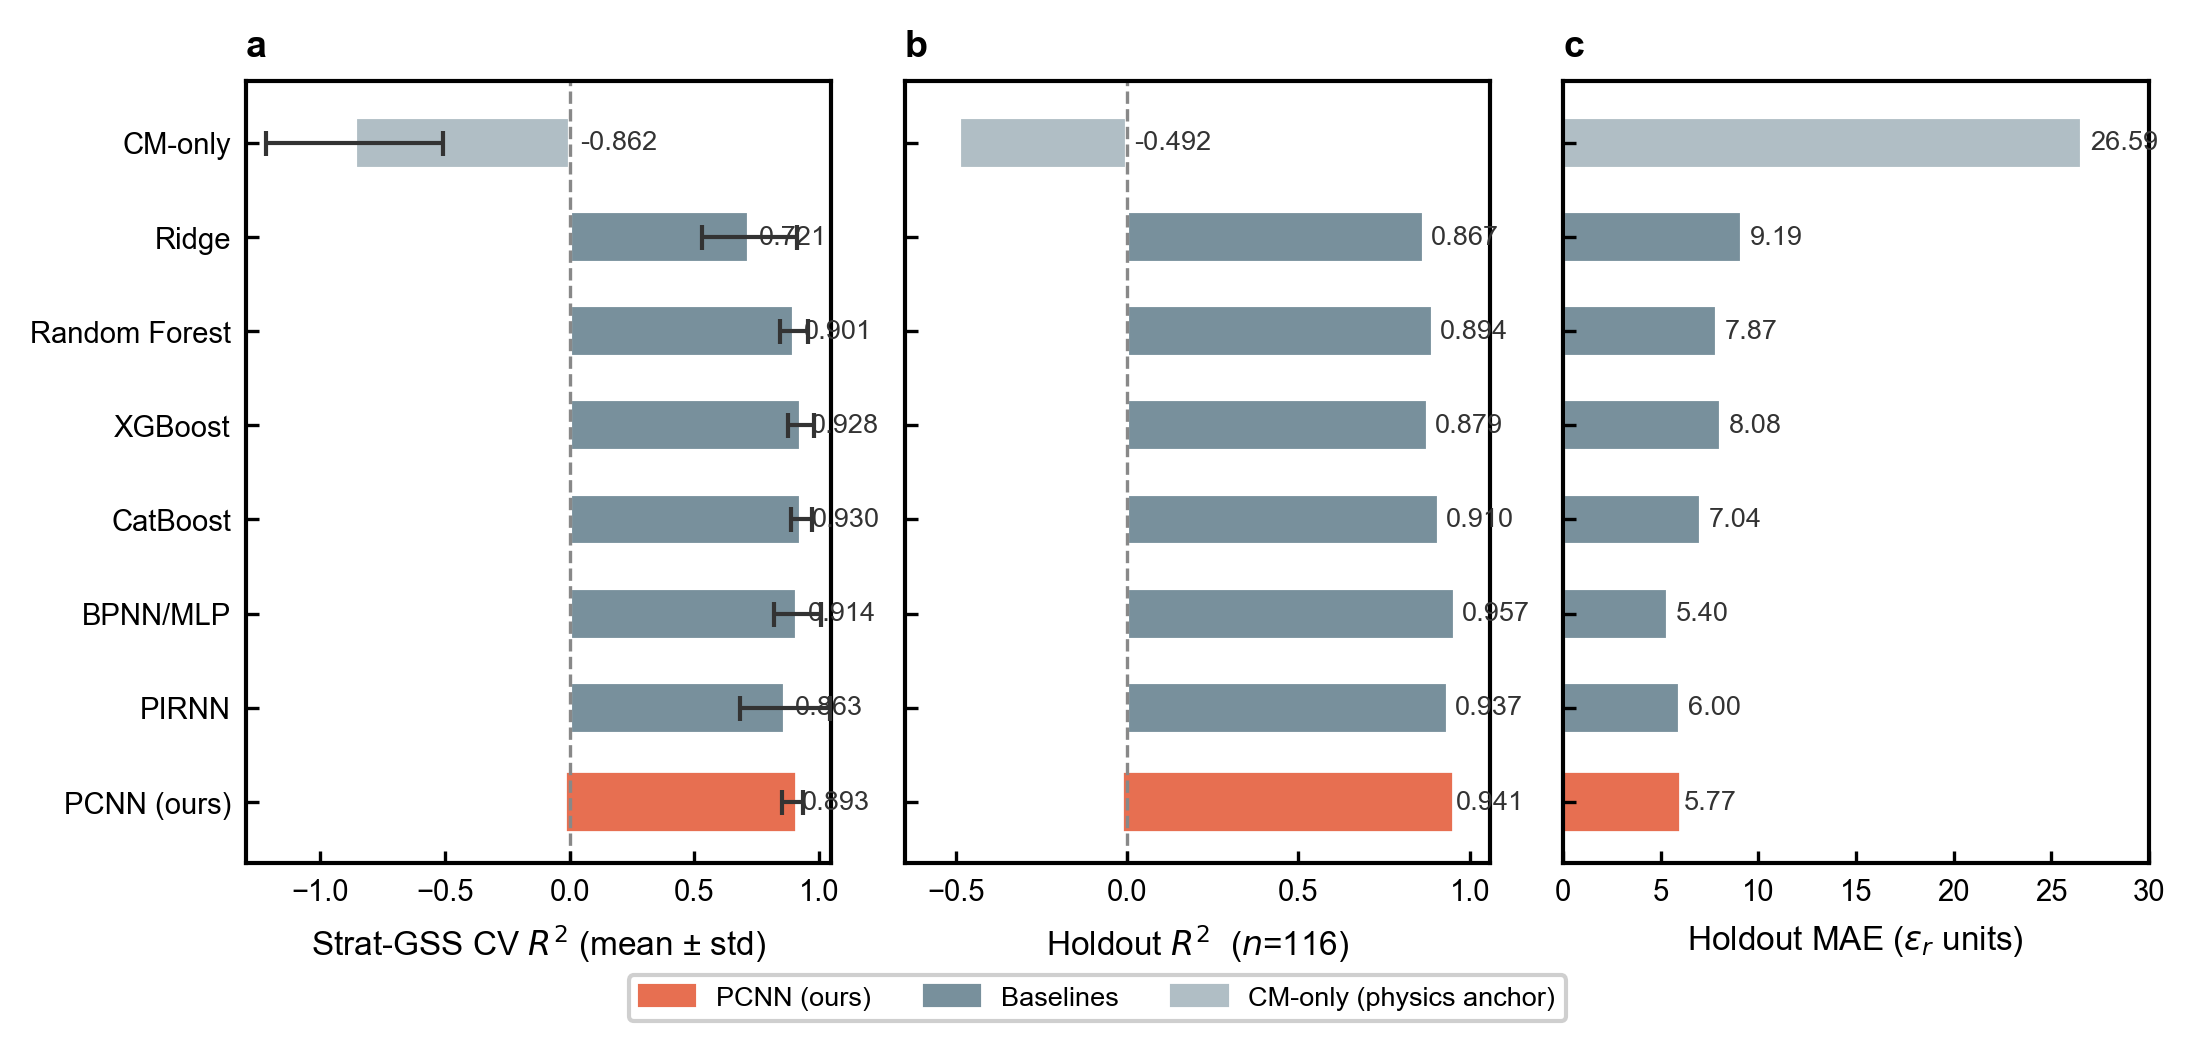 a
b
c
CM-only
Ridge
Random Forest
XGBoost
CatBoost
BPNN/MLP
PIRNN
PCNN (ours)
-0.862
0.721
0.901
0.928
0.930
0.914
0.863
0.893
−1.0 −0.5 0.0 0.5 1.0
Strat-GSS CV R² (mean ± std)
-0.492
0.867
0.894
0.879
0.910
0.957
0.937
0.941
−0.5 0.0 0.5 1.0
Holdout R² (n=116)
26.59
9.19
7.87
8.08
7.04
5.40
6.00
5.77
0 5 10 15 20 25 30
Holdout MAE (εr units)
PCNN (ours) Baselines CM-only (physics anchor)